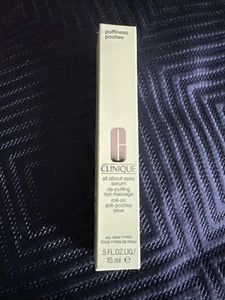 puffiness
poches
CLINIQUE
all about eyes
serum
de-puffing
eye massage
roll-on
anti-poches
yeux
ALL SKIN TYPES
TOUS TYPES DE PEAU
.5 FL.OZ.LIQ/
15 ml ℮